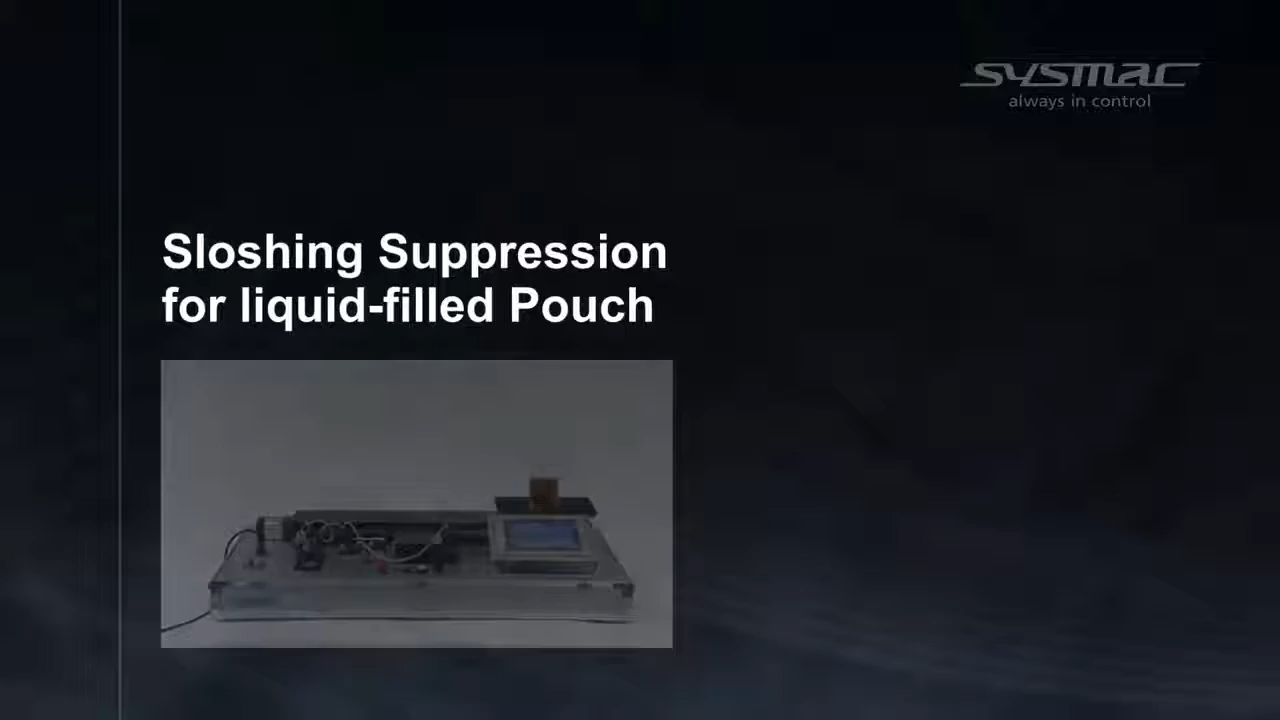 sysmac
always in control
Sloshing Suppression
for liquid-filled Pouch